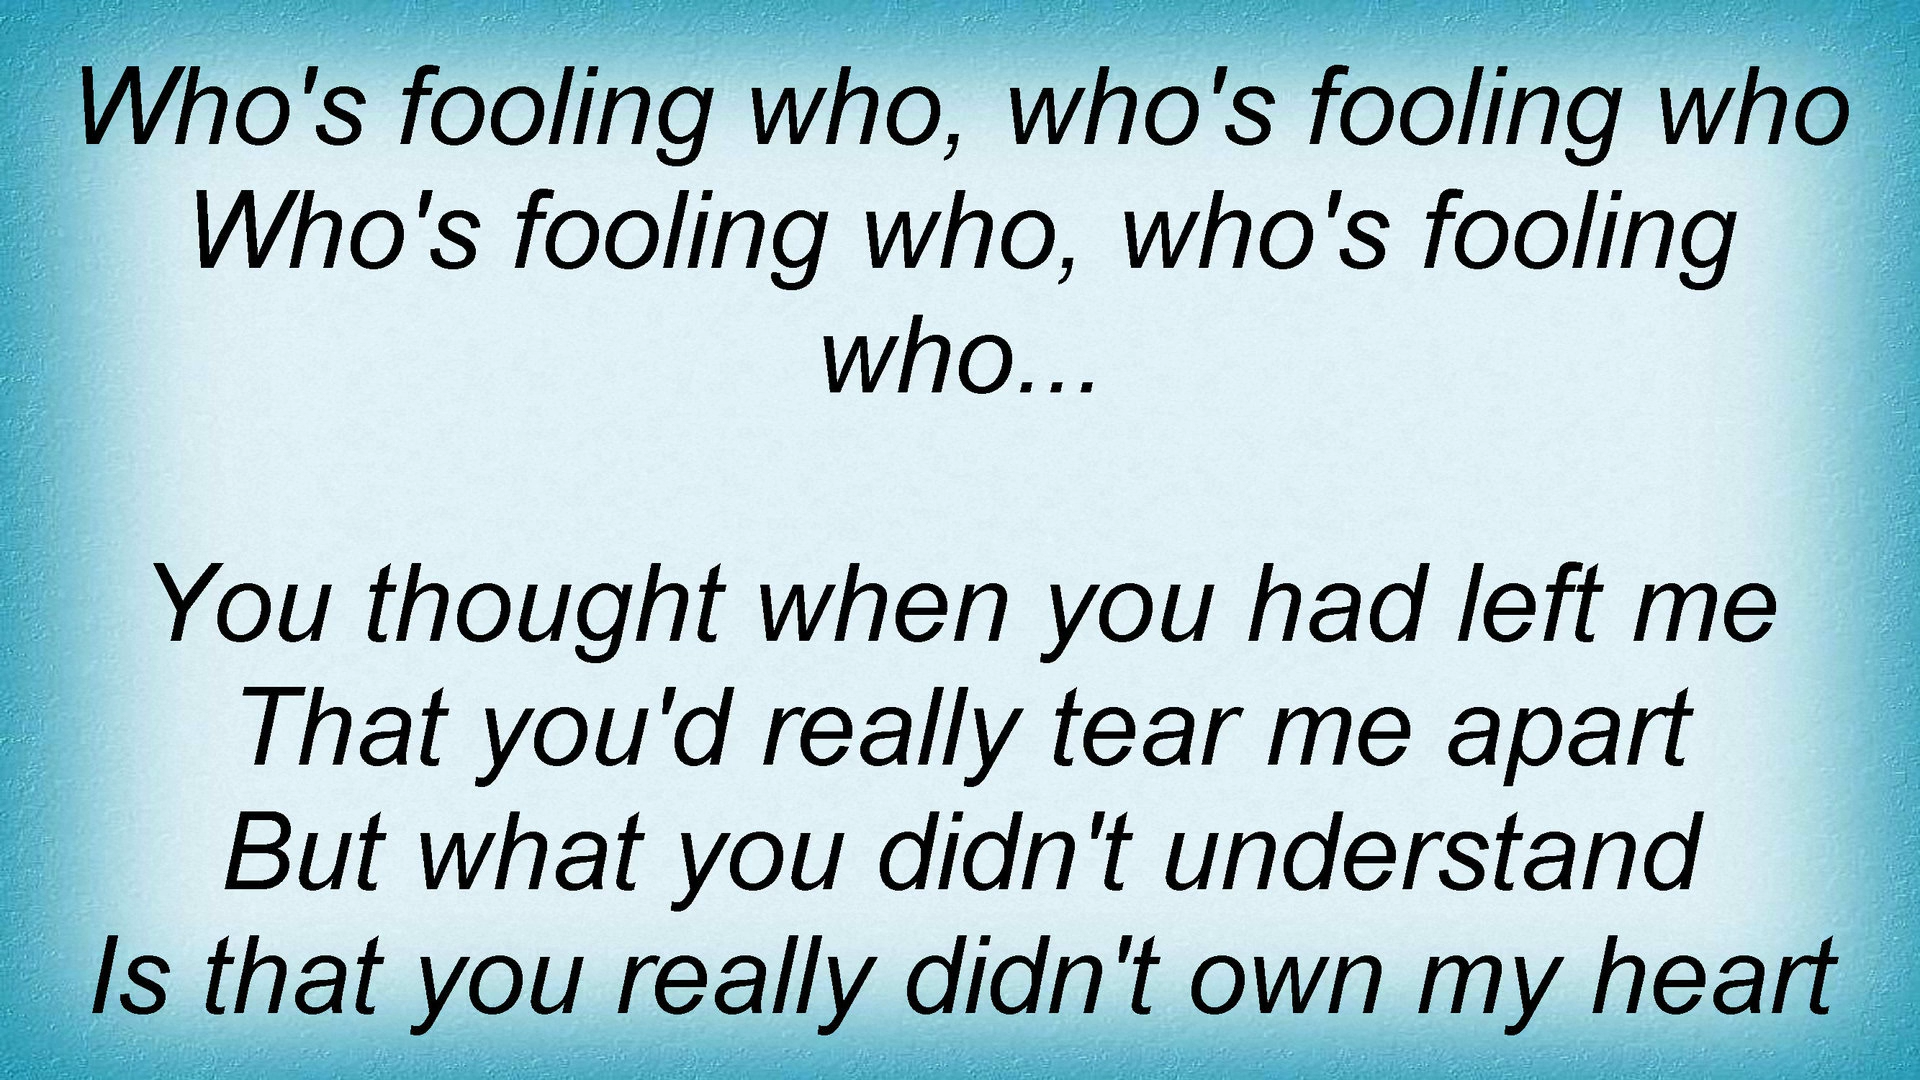 Who's fooling who, who's fooling who
Who's fooling who, who's fooling
who...
You thought when you had left me
That you'd really tear me apart
But what you didn't understand
Is that you really didn't own my heart